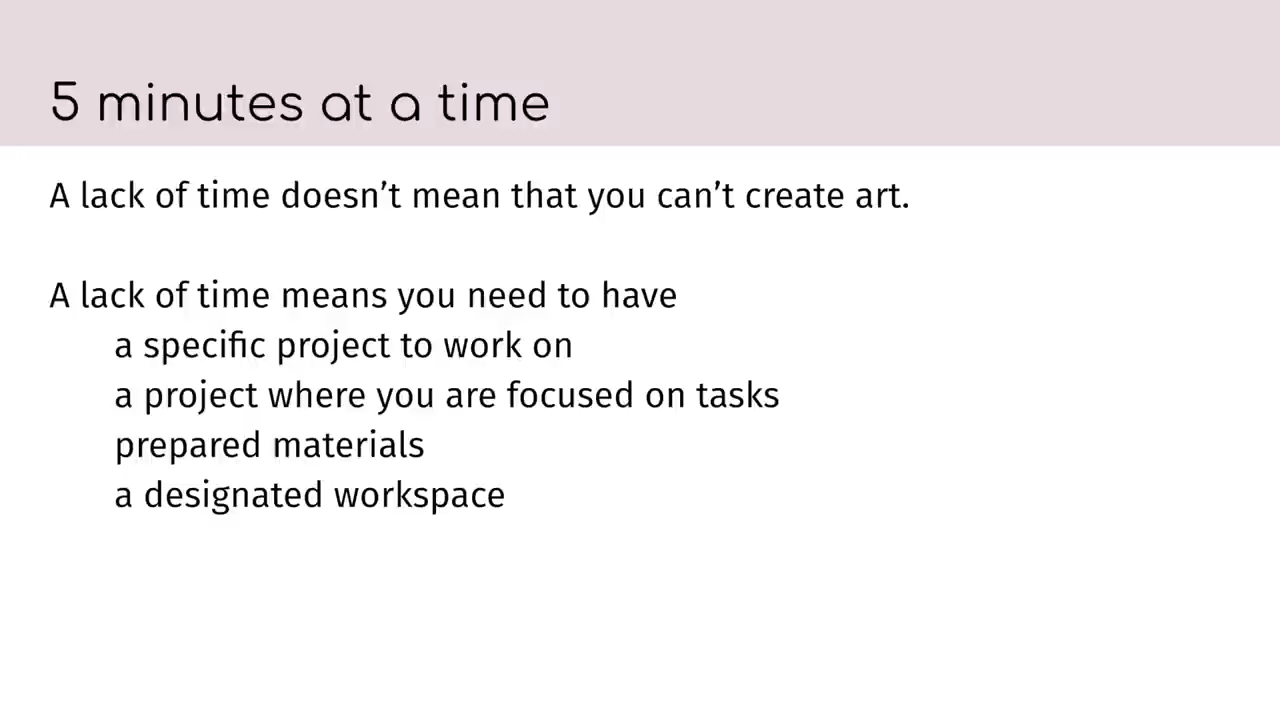 5 minutes at a time
A lack of time doesn’t mean that you can’t create art.
A lack of time means you need to have
a specific project to work on
a project where you are focused on tasks
prepared materials
a designated workspace